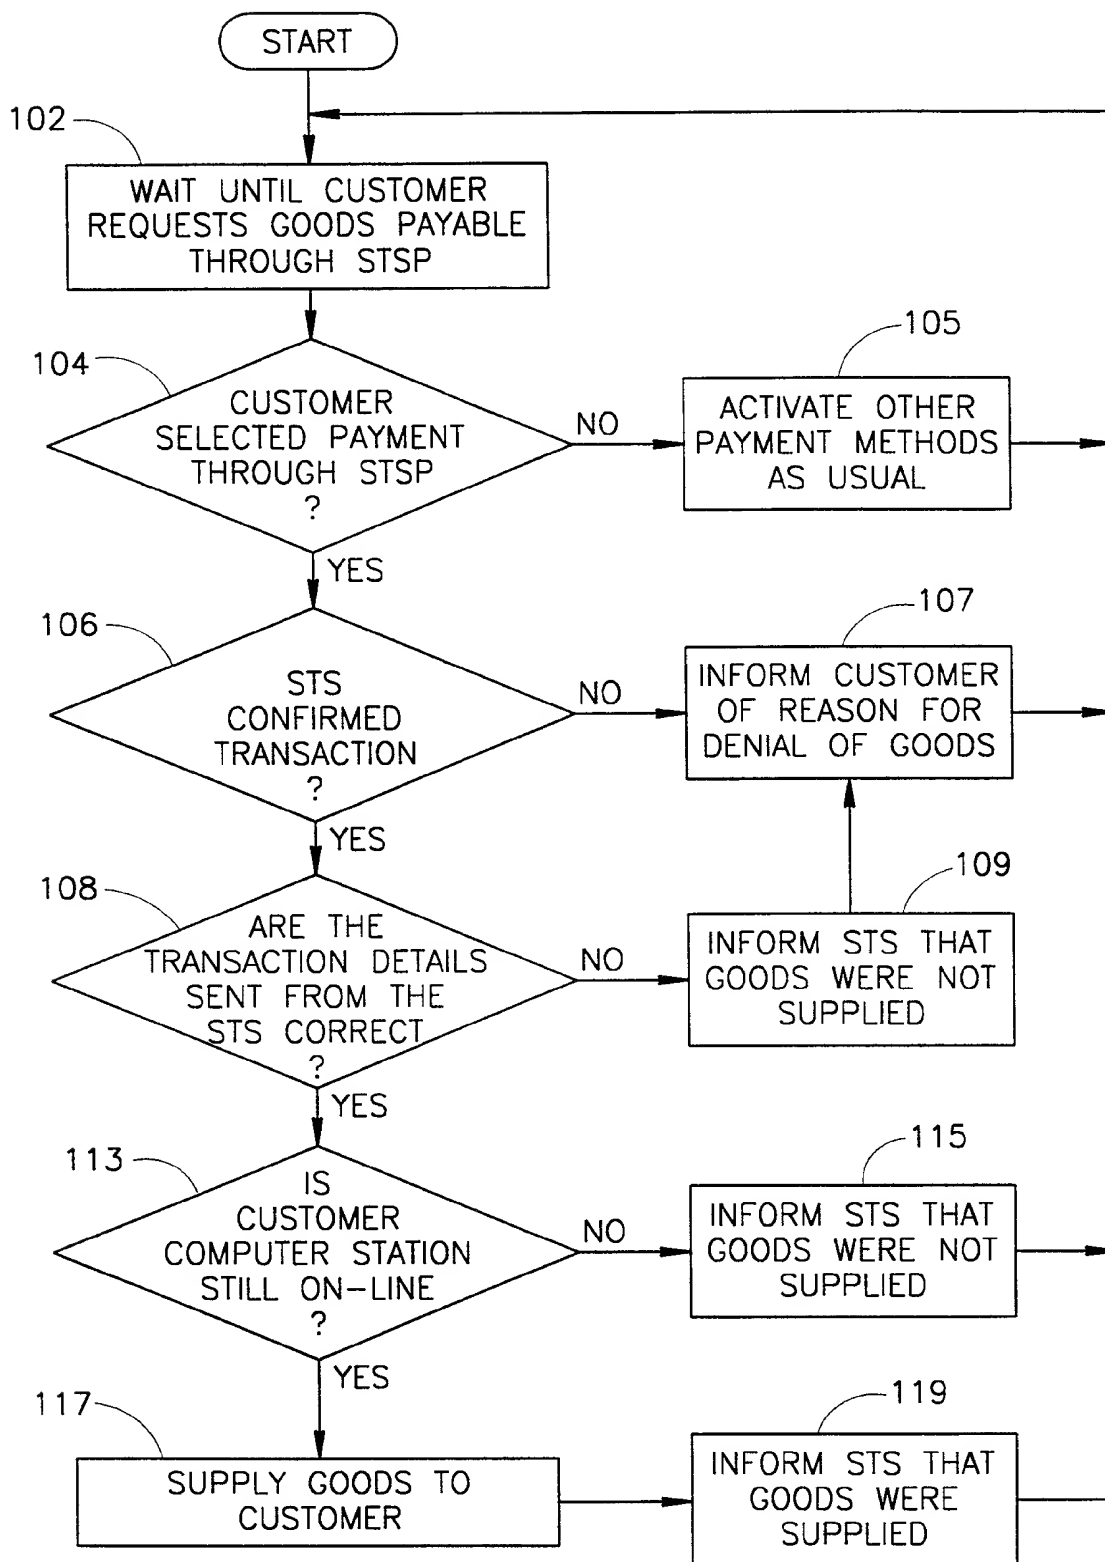 START
102
WAIT UNTIL CUSTOMER
REQUESTS GOODS PAYABLE
THROUGH STSP
104
CUSTOMER
SELECTED PAYMENT
THROUGH STSP
?
NO
105
ACTIVATE OTHER
PAYMENT METHODS
AS USUAL
YES
106
STS
CONFIRMED
TRANSACTION
?
NO
107
INFORM CUSTOMER
OF REASON FOR
DENIAL OF GOODS
YES
108
ARE THE
TRANSACTION DETAILS
SENT FROM THE
STS CORRECT
?
NO
109
INFORM STS THAT
GOODS WERE NOT
SUPPLIED
YES
113
IS
CUSTOMER
COMPUTER STATION
STILL ON-LINE
?
NO
115
INFORM STS THAT
GOODS WERE NOT
SUPPLIED
YES
117
SUPPLY GOODS TO
CUSTOMER
119
INFORM STS THAT
GOODS WERE
SUPPLIED